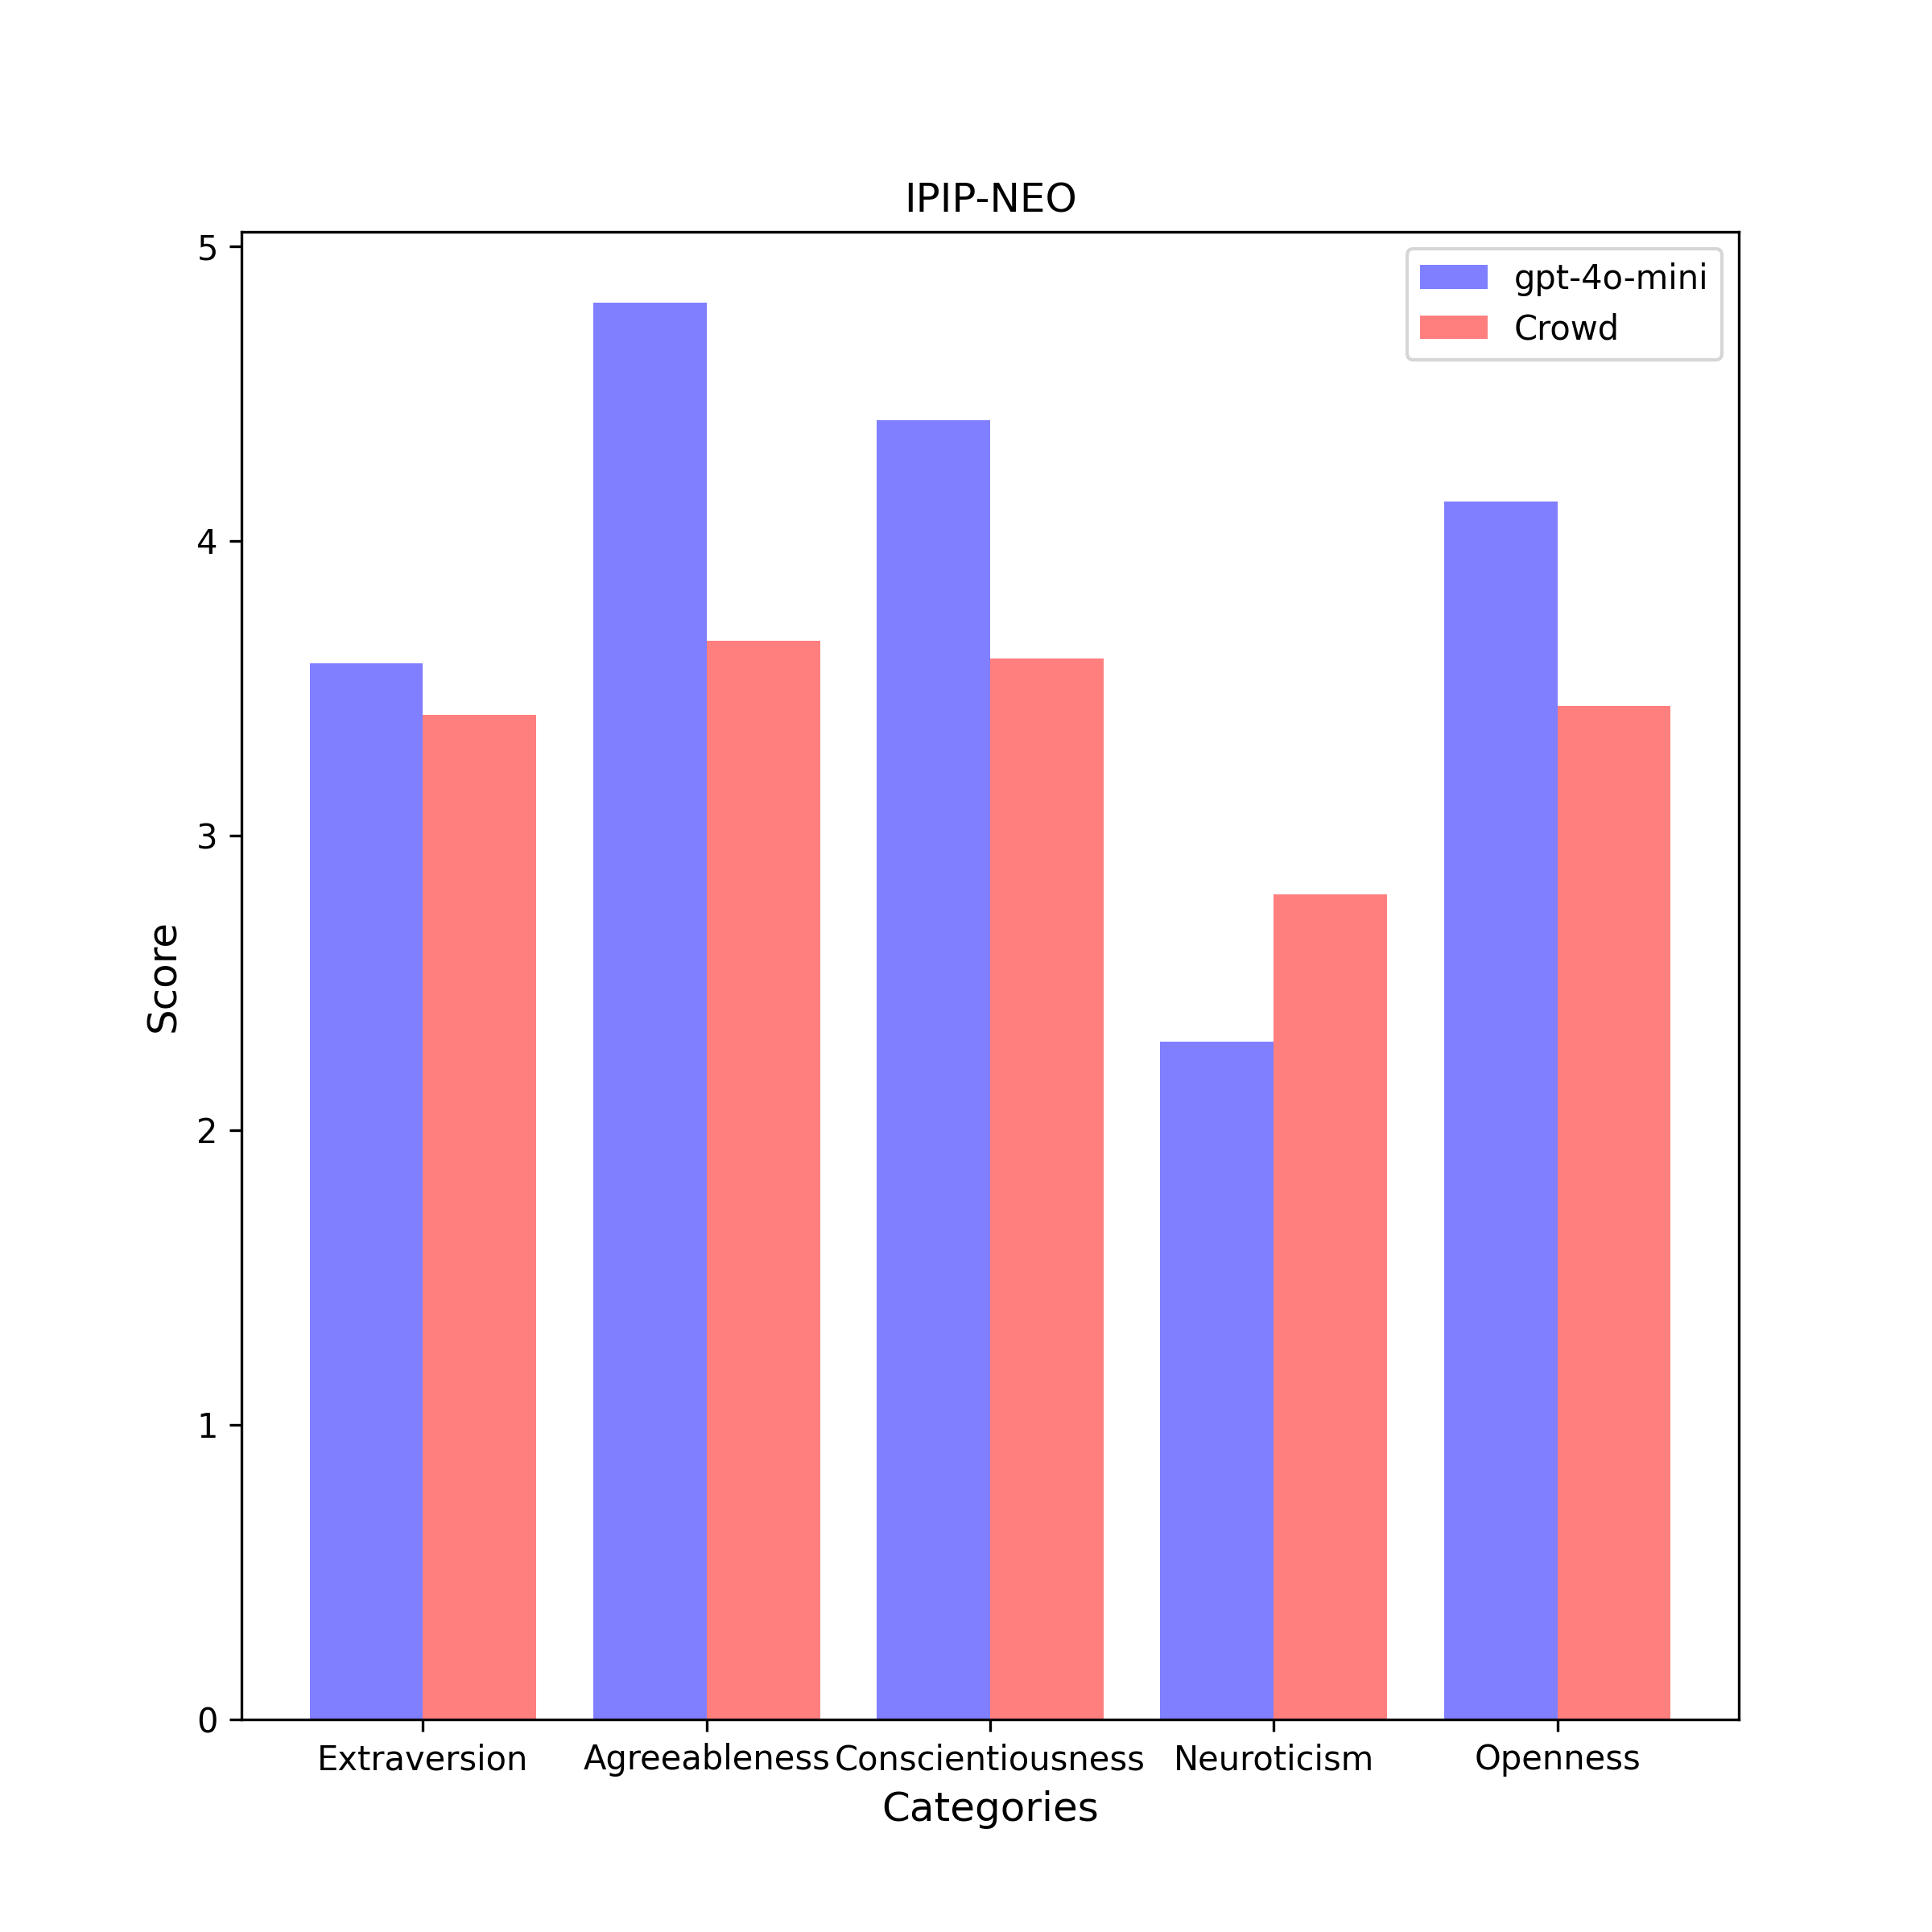 IPIP-NEO
gpt-4o-mini
Crowd
5
4
3
2
1
0
Score
Extraversion Agreeableness Conscientiousness Neuroticism Openness
Categories